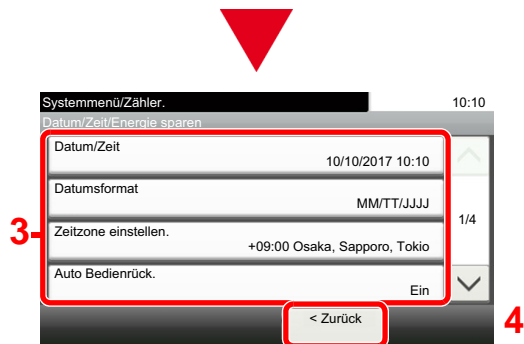 Systemmenü/Zähler.
10:10
Datum/Zeit/Energie sparen
Datum/Zeit
10/10/2017 10:10
Datumsformat
MM/TT/JJJJ
1/4
3
Zeitzone einstellen.
+09:00 Osaka, Sapporo, Tokio
Auto Bedienrück.
Ein
< Zurück
4